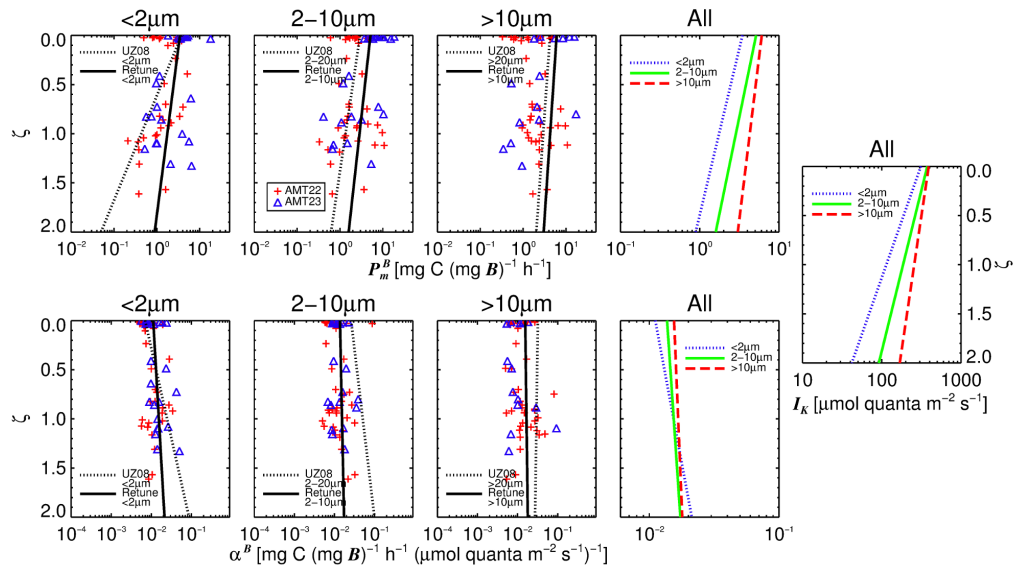 <2μm
2−10μm
>10μm
All
0.0
0.5
1.0
1.5
2.0
ζ
UZ08
<2μm
Retune
<2μm
UZ08
2−20μm
Retune
2−10μm
AMT22
AMT23
UZ08
>20μm
Retune
>10μm
<2μm
2−10μm
>10μm
10⁻² 10⁻¹ 10⁰ 10¹
10⁻² 10⁻¹ 10⁰ 10¹
10⁻² 10⁻¹ 10⁰ 10¹
10⁻¹ 10⁰ 10¹
P_m^B [mg C (mg B)⁻¹ h⁻¹]
All
<2μm
2−10μm
>10μm
0.0
0.5
1.0
1.5
2.0
ζ
10 100 1000
I_K [μmol quanta m⁻² s⁻¹]
<2μm
2−10μm
>10μm
All
0.0
0.5
1.0
1.5
2.0
ζ
UZ08
<2μm
Retune
<2μm
UZ08
2−20μm
Retune
2−10μm
UZ08
>20μm
Retune
>10μm
<2μm
2−10μm
>10μm
10⁻⁴ 10⁻³ 10⁻² 10⁻¹
10⁻⁴ 10⁻³ 10⁻² 10⁻¹
10⁻⁴ 10⁻³ 10⁻² 10⁻¹
10⁻² 10⁻¹
α^B [mg C (mg B)⁻¹ h⁻¹ (μmol quanta m⁻² s⁻¹)⁻¹]